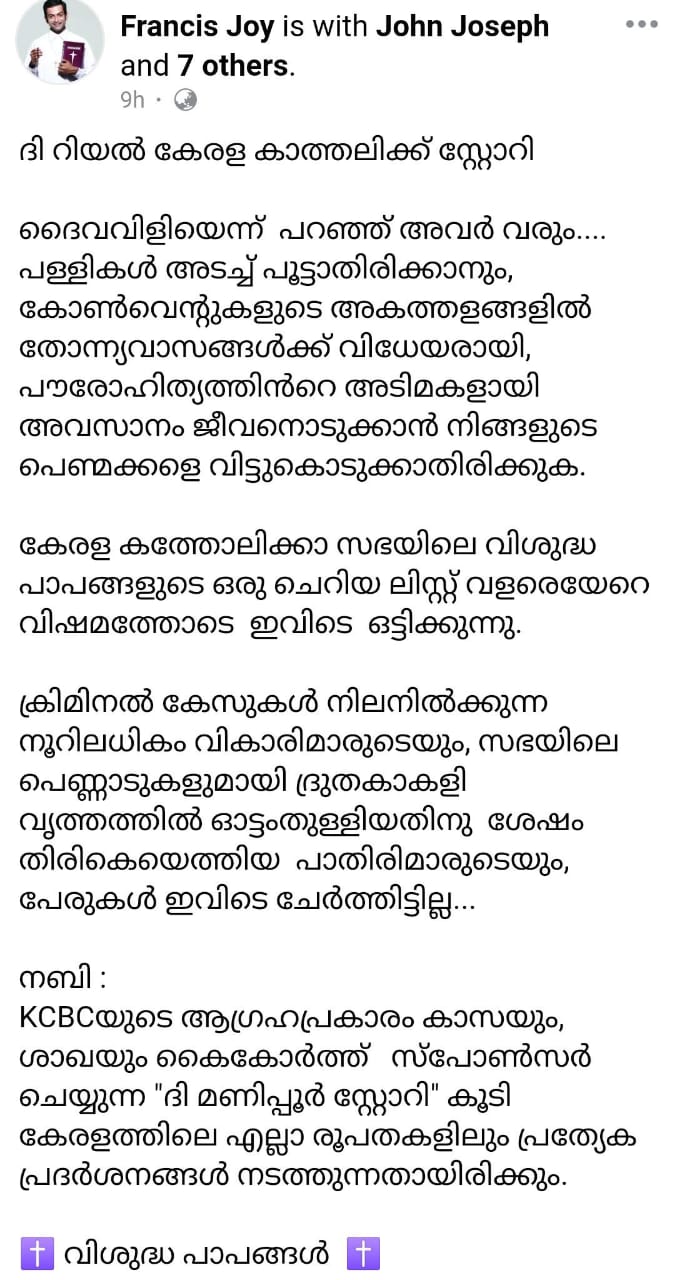 Francis Joy is with John Joseph
and 7 others.
9h ·
ദി റിയൽ കേരള കാത്തലിക്ക് സ്റ്റോറി
ദൈവവിളിയെന്ന് പറഞ്ഞ് അവർ വരും....
പള്ളികൾ അടച്ച് പൂട്ടാതിരിക്കാനും,
കോൺവെന്റുകളുടെ അകത്തളങ്ങളിൽ
തോന്ന്യവാസങ്ങൾക്ക് വിധേയരായി,
പൗരോഹിത്യത്തിൻറെ അടിമകളായി
അവസാനം ജീവനൊടുക്കാൻ നിങ്ങളുടെ
പെണ്മക്കളെ വിട്ടുകൊടുക്കാതിരിക്കുക.
കേരള കത്തോലിക്കാ സഭയിലെ വിശുദ്ധ
പാപങ്ങളുടെ ഒരു ചെറിയ ലിസ്റ്റ് വളരെയേറെ
വിഷമത്തോടെ ഇവിടെ ഒട്ടിക്കുന്നു.
ക്രിമിനൽ കേസുകൾ നിലനിൽക്കുന്ന
നൂറിലധികം വികാരിമാരുടെയും, സഭയിലെ
പെണ്ണാടുകളുമായി ദ്രുതകാകളി
വൃത്തത്തിൽ ഓട്ടംതുള്ളിയതിനു ശേഷം
തിരികെയെത്തിയ പാതിരിമാരുടെയും,
പേരുകൾ ഇവിടെ ചേർത്തിട്ടില്ല...
നബി :
KCBCയുടെ ആഗ്രഹപ്രകാരം കാസയും,
ശാഖയും കൈകോർത്ത് സ്പോൺസർ
ചെയ്യുന്ന "ദി മണിപ്പൂർ സ്റ്റോറി" കൂടി
കേരളത്തിലെ എല്ലാ രൂപതകളിലും പ്രത്യേക
പ്രദർശനങ്ങൾ നടത്തുന്നതായിരിക്കും.
✝️ വിശുദ്ധ പാപങ്ങൾ ✝️